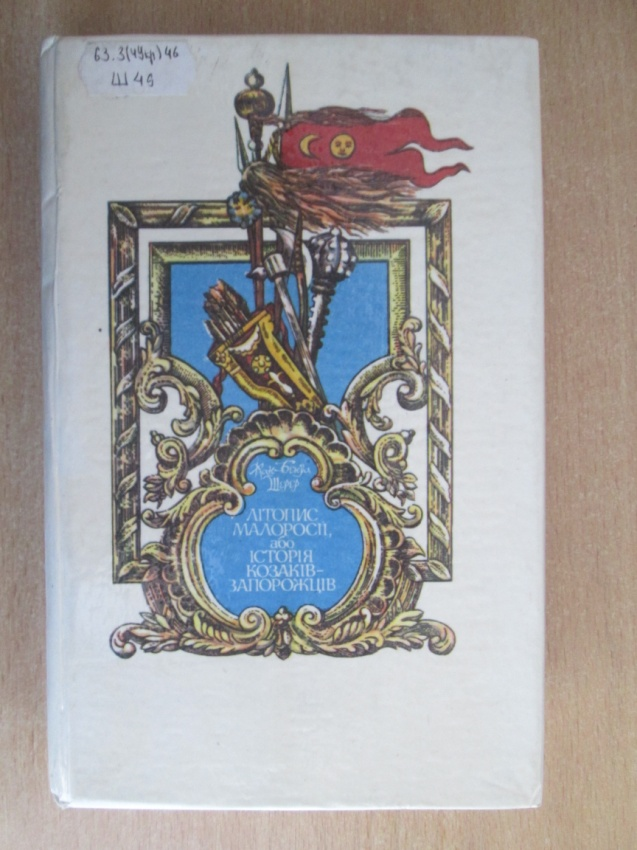 63.3(4Укр)46
Ш 49
Жан-Бенуа
Шерер
ЛІТОПИС
МАЛОРОСІЇ,
або
ІСТОРІЯ
КОЗАКІВ-
ЗАПОРОЖЦІВ